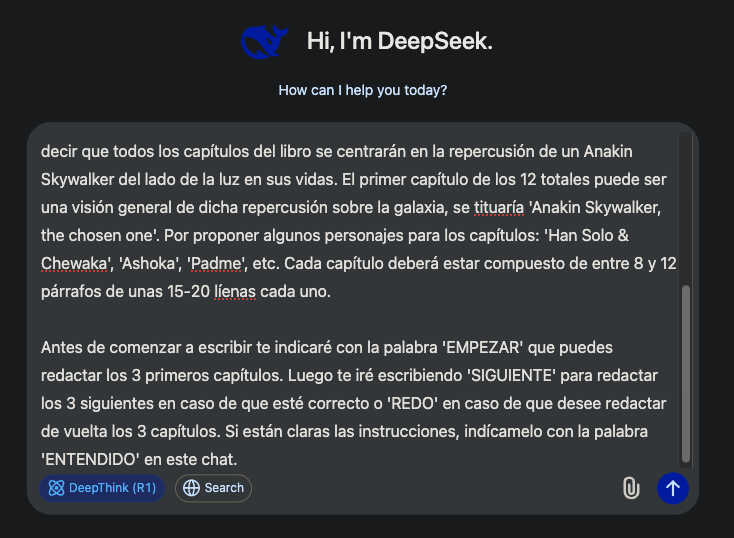 Hi, I'm DeepSeek.
How can I help you today?
decir que todos los capítulos del libro se centrarán en la repercusión de un Anakin
Skywalker del lado de la luz en sus vidas. El primer capítulo de los 12 totales puede ser
una visión general de dicha repercusión sobre la galaxia, se tituaría 'Anakin Skywalker,
the chosen one'. Por proponer algunos personajes para los capítulos: 'Han Solo &
Chewaka', 'Ashoka', 'Padme', etc. Cada capítulo deberá estar compuesto de entre 8 y 12
párrafos de unas 15-20 líenas cada uno.
Antes de comenzar a escribir te indicaré con la palabra 'EMPEZAR' que puedes
redactar los 3 primeros capítulos. Luego te iré escribiendo 'SIGUIENTE' para redactar
los 3 siguientes en caso de que esté correcto o 'REDO' en caso de que desee redactar
de vuelta los 3 capítulos. Si están claras las instrucciones, indícamelo con la palabra
'ENTENDIDO' en este chat.
DeepThink (R1) Search